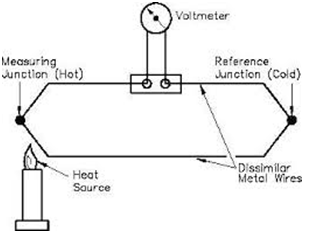 Voltmeter
Measuring
Junction (Hot)
Reference
Junction (Cold)
Heat
Source
Dissimilar
Metal Wires